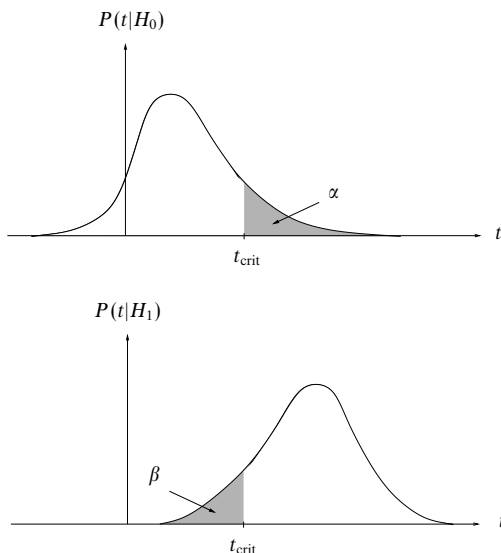 P(t|H₀)
α
t
t_crit
P(t|H₁)
β
t
t_crit